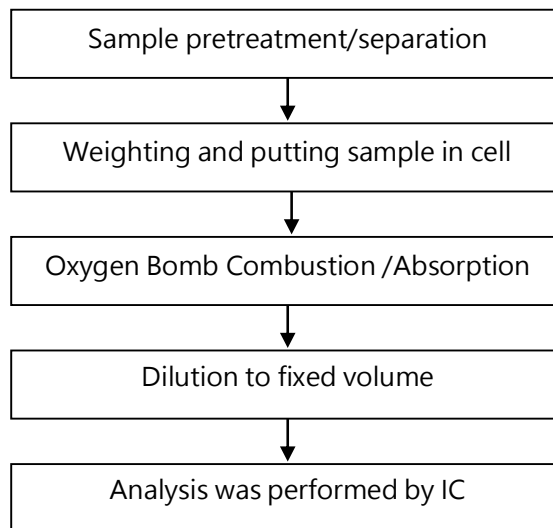 Sample pretreatment/separation
Weighting and putting sample in cell
Oxygen Bomb Combustion /Absorption
Dilution to fixed volume
Analysis was performed by IC